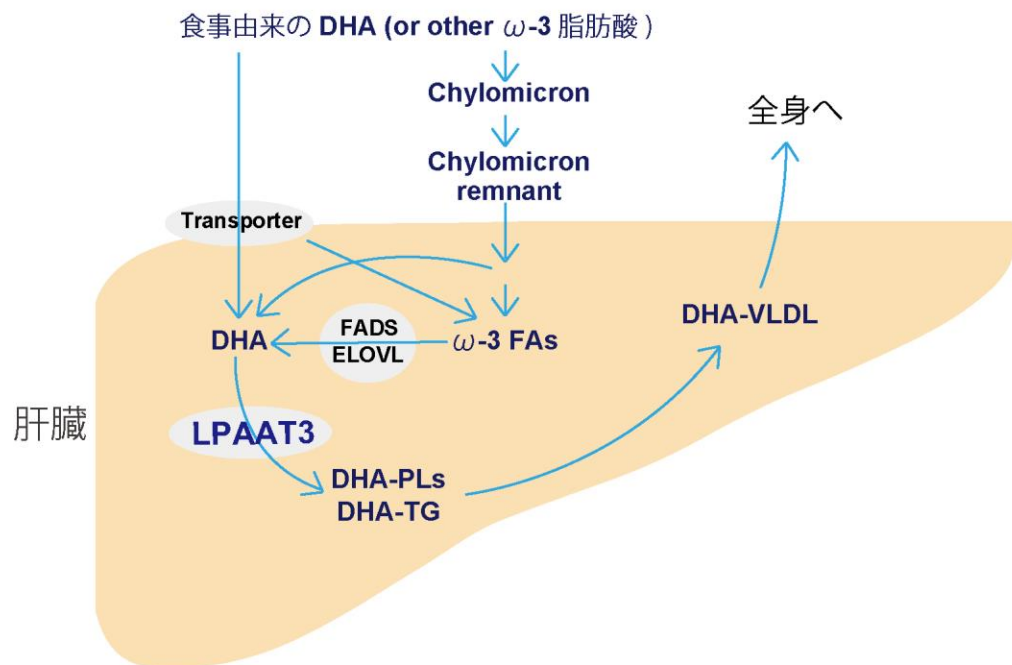 食事由来の DHA (or other ω-3 脂肪酸 )
Chylomicron
全身へ
Chylomicron
remnant
Transporter
DHA-VLDL
FADS
ELOVL
DHA
ω-3 FAs
肝臓
LPAAT3
DHA-PLs
DHA-TG